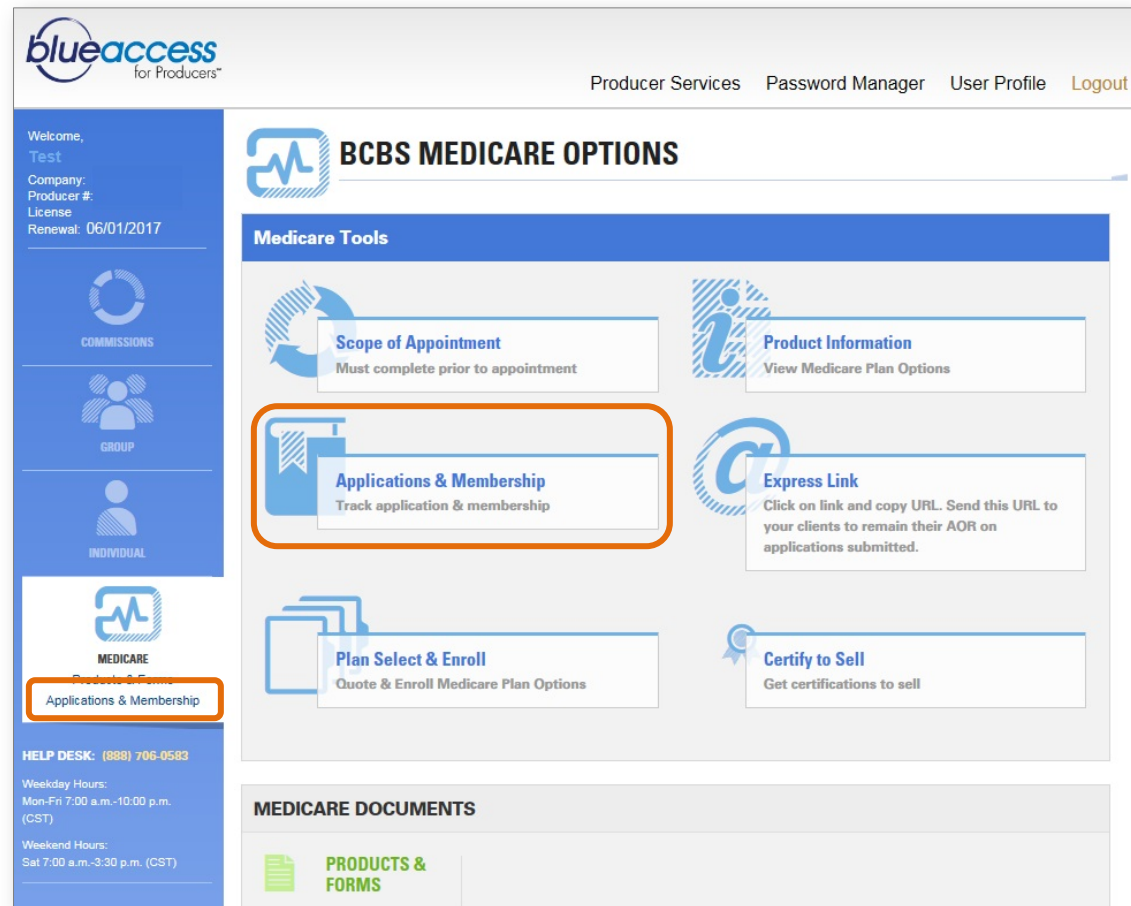 blueaccess
for Producers℠
Producer Services Password Manager User Profile Logout
Welcome,
Test
Company:
Producer #:
License
Renewal: 06/01/2017
COMMISSIONS
GROUP
INDIVIDUAL
MEDICARE
Products & Forms
Applications & Membership
HELP DESK: (888) 706-0583
Weekday Hours:
Mon-Fri 7:00 a.m.-10:00 p.m.
(CST)
Weekend Hours:
Sat 7:00 a.m.-3:30 p.m. (CST)
BCBS MEDICARE OPTIONS
Medicare Tools
Scope of Appointment
Must complete prior to appointment
Product Information
View Medicare Plan Options
Applications & Membership
Track application & membership
Express Link
Click on link and copy URL. Send this URL to
your clients to remain their AOR on
applications submitted.
Plan Select & Enroll
Quote & Enroll Medicare Plan Options
Certify to Sell
Get certifications to sell
MEDICARE DOCUMENTS
PRODUCTS &
FORMS